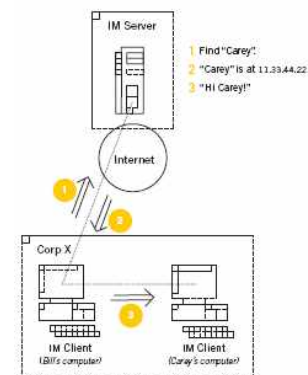 IM Server
1 Find "Carey".
2 "Carey" is at 11.33.44.22
3 "Hi Carey!"
Internet
1
2
Corp X
3
IM Client
(Bill's computer)
IM Client
(Carey's computer)